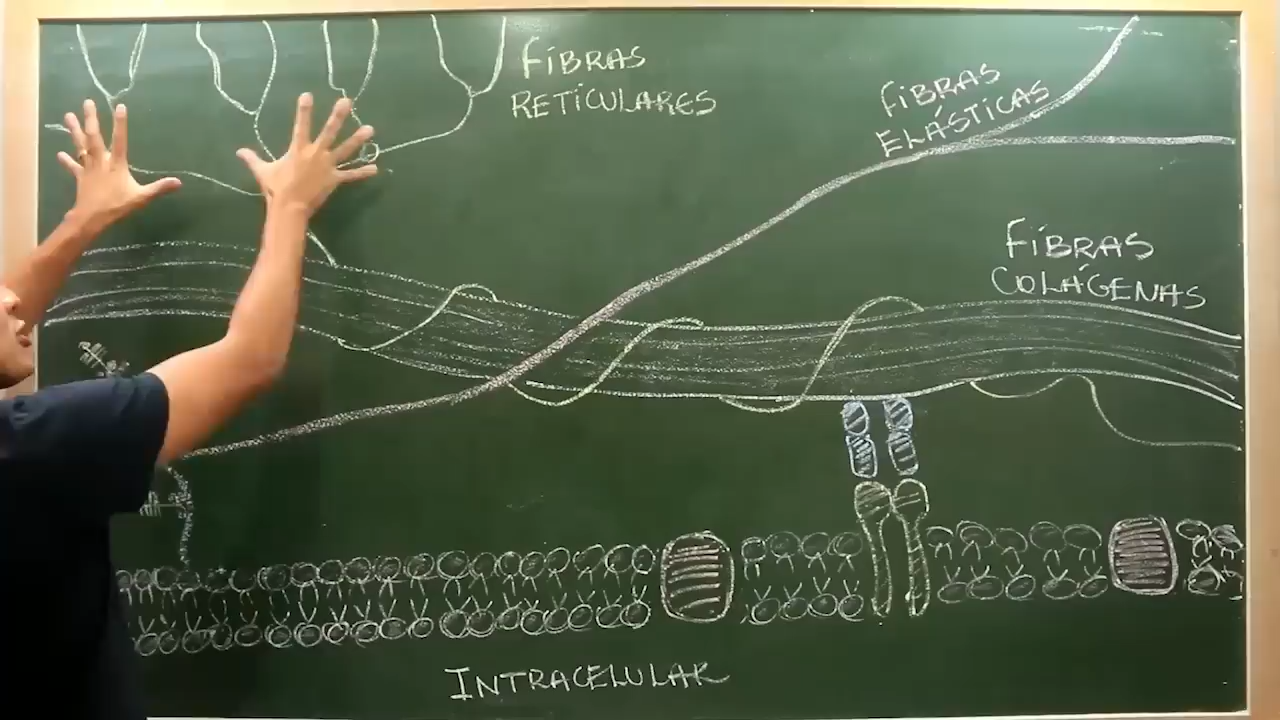 FIBRAS
RETICULARES
FIBRAS
ELÁSTICAS
FIBRAS
COLÁGENAS
INTRACELULAR